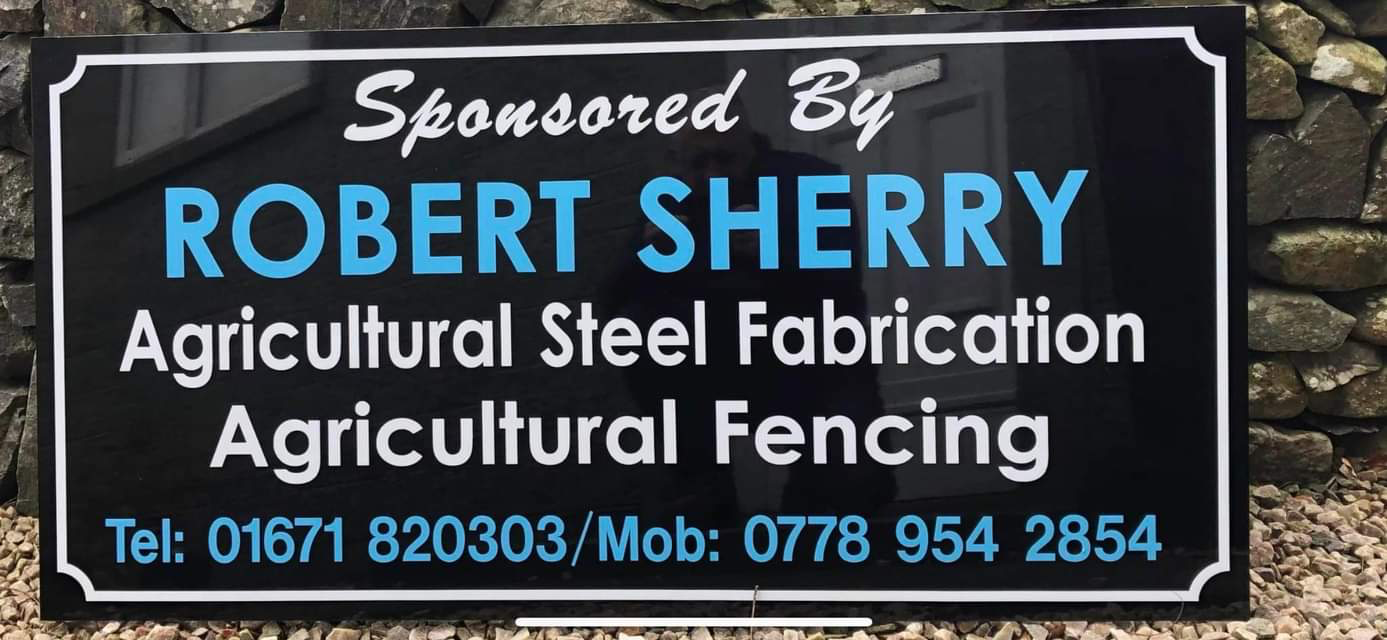 Sponsored By
ROBERT SHERRY
Agricultural Steel Fabrication
Agricultural Fencing
Tel: 01671 820303/Mob: 0778 954 2854